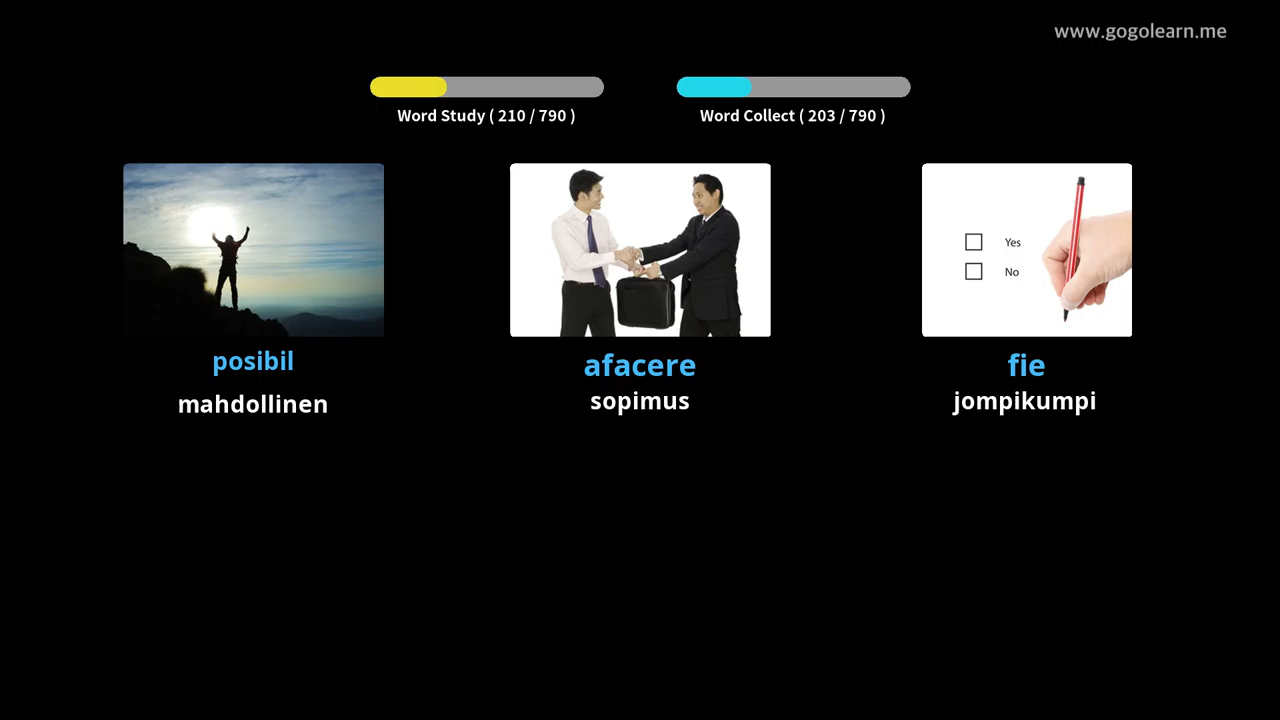 www.gogolearn.me
Word Study ( 210 / 790 )
Word Collect ( 203 / 790 )
Yes
No
posibil
afacere
fie
mahdollinen
sopimus
jompikumpi